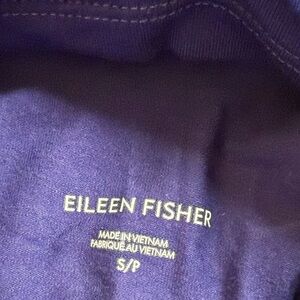 EILEEN FISHER
MADE IN VIETNAM
FABRIQUÉ AU VIETNAM
S/P